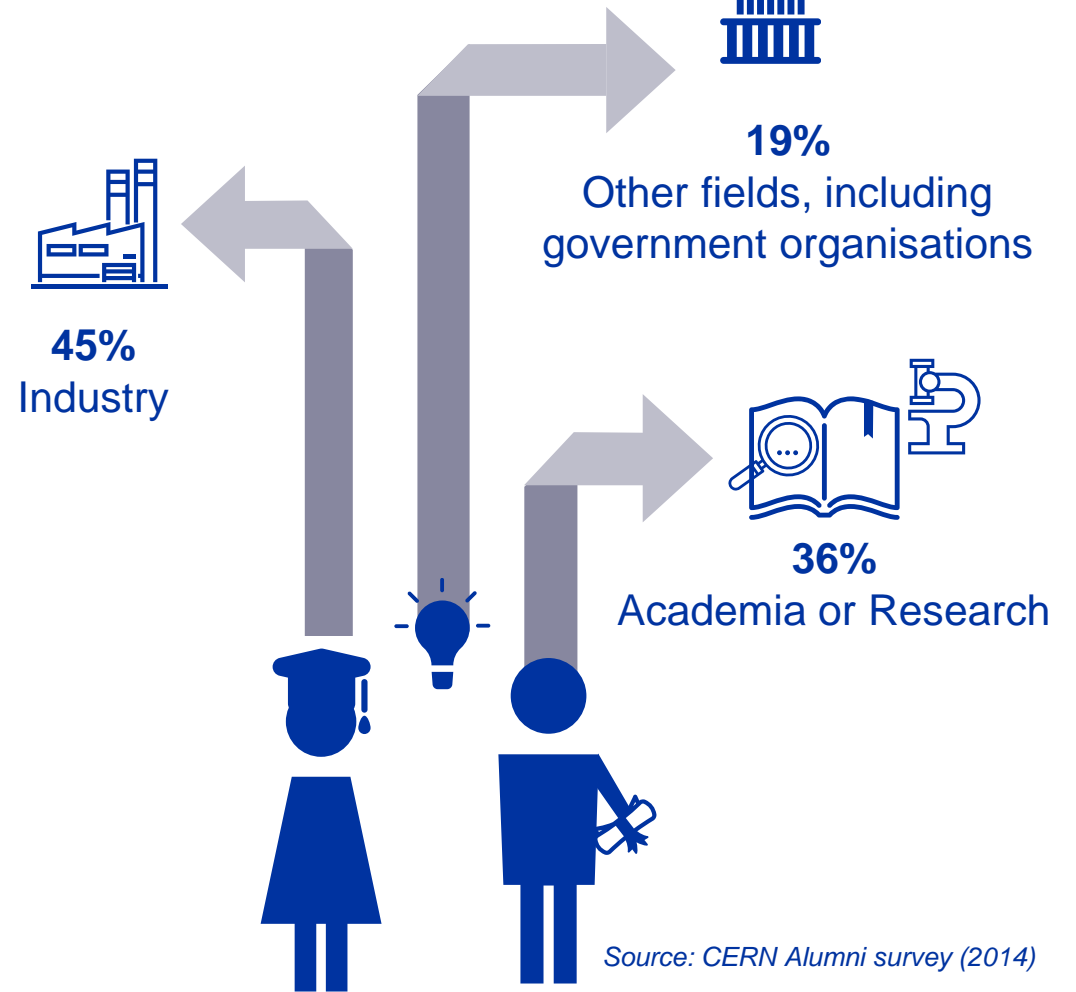 19%
Other fields, including
government organisations
45%
Industry
36%
Academia or Research
Source: CERN Alumni survey (2014)